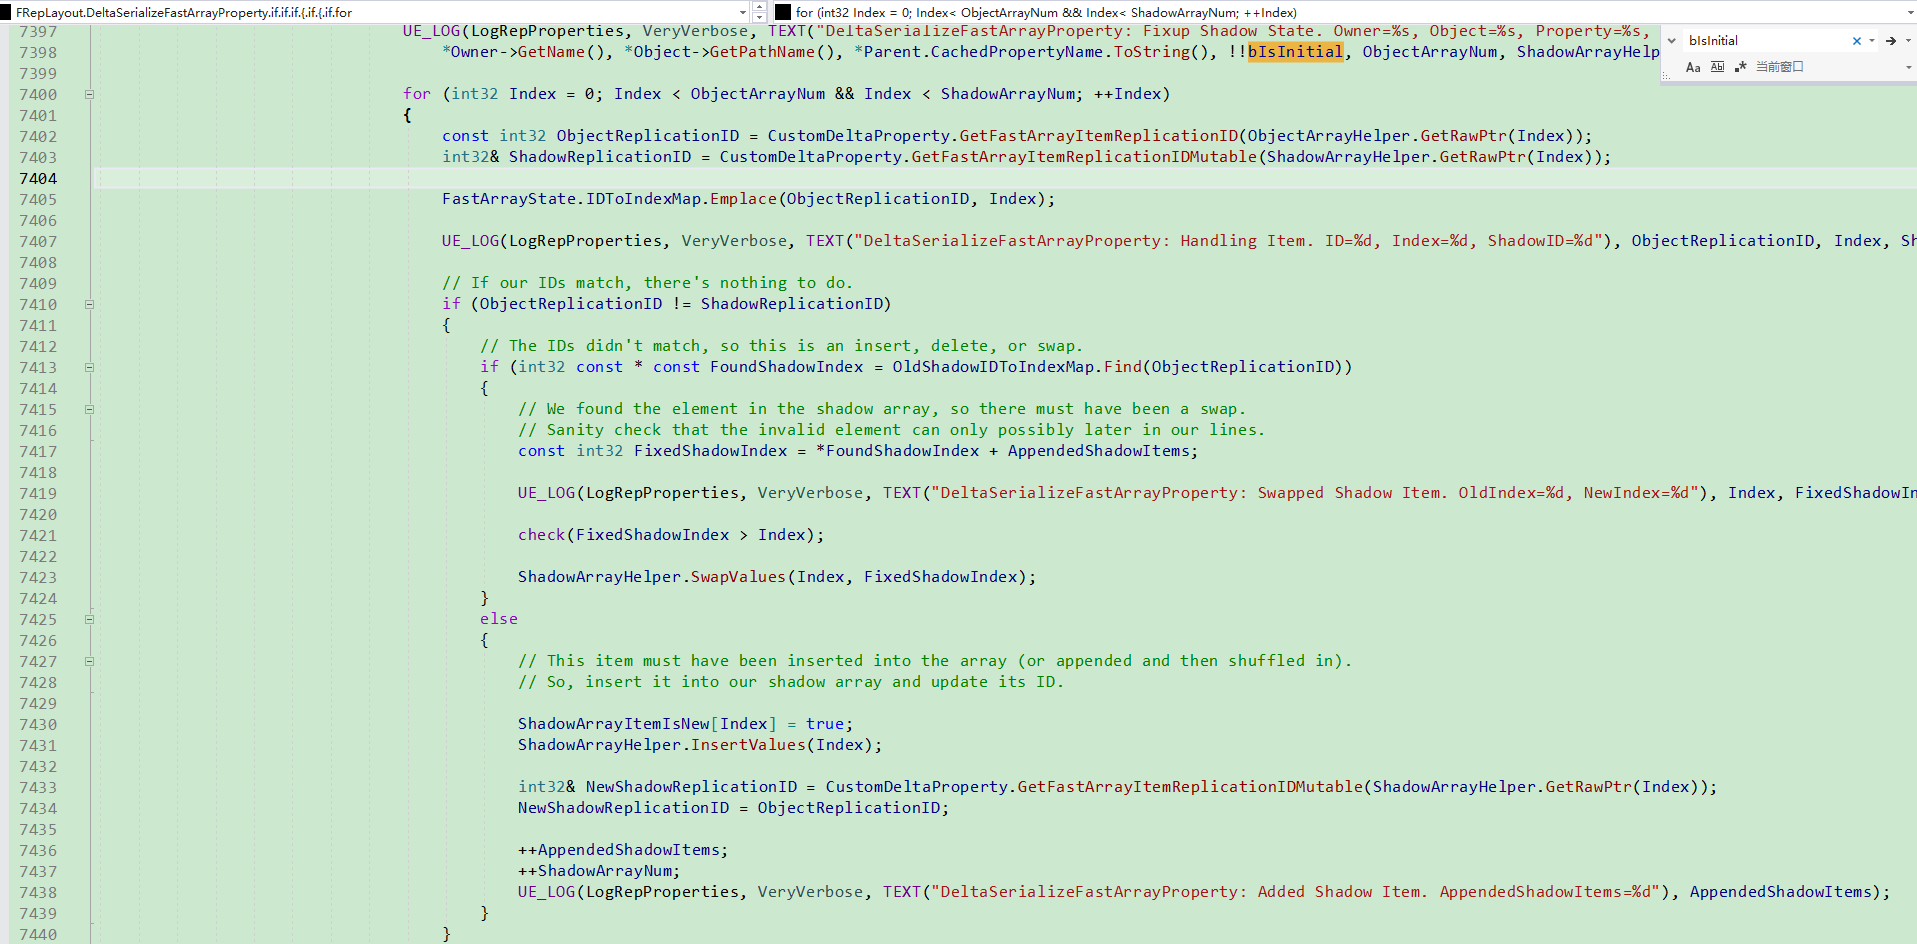 FRepLayout.DeltaSerializeFastArrayProperty.if.if.if.{.if.{.if.for
for (int32 Index = 0; Index< ObjectArrayNum && Index< ShadowArrayNum; ++Index)
bIsInitial
Aa Ab .* 当前窗口
7397 UE_LOG(LogRepProperties, VeryVerbose, TEXT("DeltaSerializeFastArrayProperty: Fixup Shadow State. Owner=%s, Object=%s, Property=%s,
7398 *Owner->GetName(), *Object->GetPathName(), *Parent.CachedPropertyName.ToString(), !!bIsInitial, ObjectArrayNum, ShadowArrayHelp
7399
7400 for (int32 Index = 0; Index < ObjectArrayNum && Index < ShadowArrayNum; ++Index)
7401 {
7402 const int32 ObjectReplicationID = CustomDeltaProperty.GetFastArrayItemReplicationID(ObjectArrayHelper.GetRawPtr(Index));
7403 int32& ShadowReplicationID = CustomDeltaProperty.GetFastArrayItemReplicationIDMutable(ShadowArrayHelper.GetRawPtr(Index));
7404
7405 FastArrayState.IDToIndexMap.Emplace(ObjectReplicationID, Index);
7406
7407 UE_LOG(LogRepProperties, VeryVerbose, TEXT("DeltaSerializeFastArrayProperty: Handling Item. ID=%d, Index=%d, ShadowID=%d"), ObjectReplicationID, Index, Sh
7408
7409 // If our IDs match, there's nothing to do.
7410 if (ObjectReplicationID != ShadowReplicationID)
7411 {
7412 // The IDs didn't match, so this is an insert, delete, or swap.
7413 if (int32 const * const FoundShadowIndex = OldShadowIDToIndexMap.Find(ObjectReplicationID))
7414 {
7415 // We found the element in the shadow array, so there must have been a swap.
7416 // Sanity check that the invalid element can only possibly later in our lines.
7417 const int32 FixedShadowIndex = *FoundShadowIndex + AppendedShadowItems;
7418
7419 UE_LOG(LogRepProperties, VeryVerbose, TEXT("DeltaSerializeFastArrayProperty: Swapped Shadow Item. OldIndex=%d, NewIndex=%d"), Index, FixedShadowIn
7420
7421 check(FixedShadowIndex > Index);
7422
7423 ShadowArrayHelper.SwapValues(Index, FixedShadowIndex);
7424 }
7425 else
7426 {
7427 // This item must have been inserted into the array (or appended and then shuffled in).
7428 // So, insert it into our shadow array and update its ID.
7429
7430 ShadowArrayItemIsNew[Index] = true;
7431 ShadowArrayHelper.InsertValues(Index);
7432
7433 int32& NewShadowReplicationID = CustomDeltaProperty.GetFastArrayItemReplicationIDMutable(ShadowArrayHelper.GetRawPtr(Index));
7434 NewShadowReplicationID = ObjectReplicationID;
7435
7436 ++AppendedShadowItems;
7437 ++ShadowArrayNum;
7438 UE_LOG(LogRepProperties, VeryVerbose, TEXT("DeltaSerializeFastArrayProperty: Added Shadow Item. AppendedShadowItems=%d"), AppendedShadowItems);
7439 }
7440 }